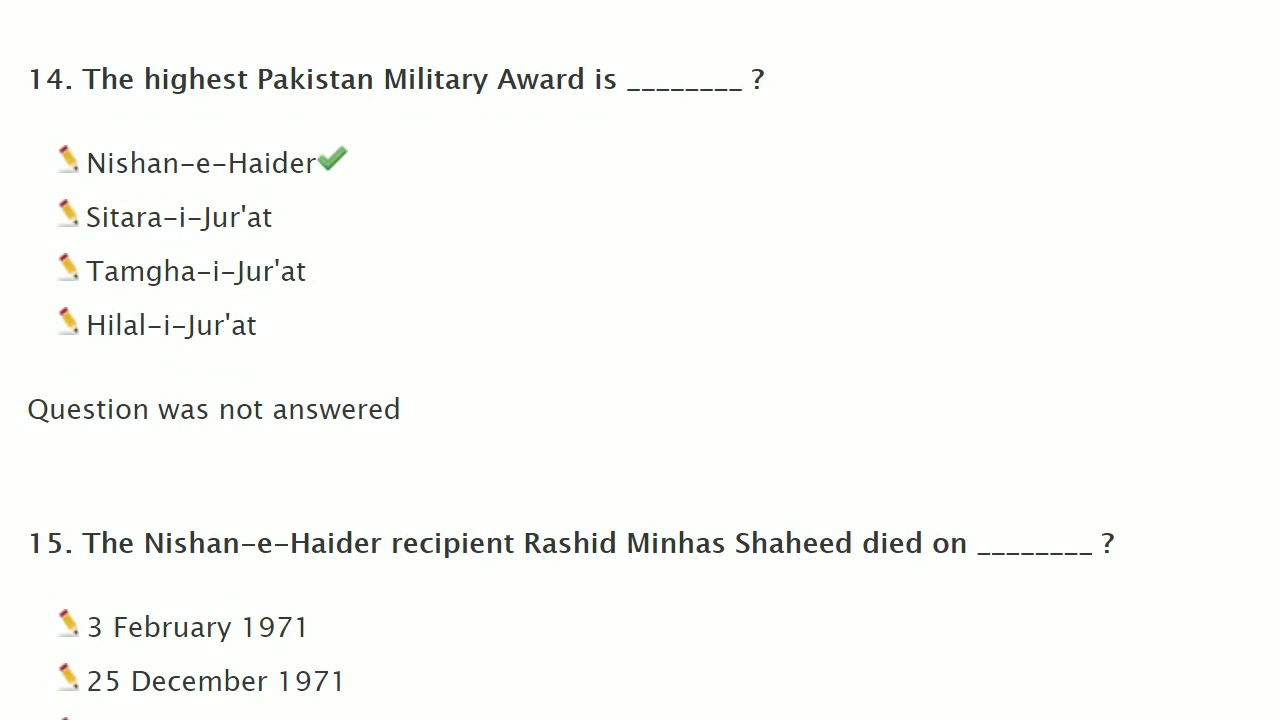 14. The highest Pakistan Military Award is ________ ?
Nishan-e-Haider
Sitara-i-Jur'at
Tamgha-i-Jur'at
Hilal-i-Jur'at
Question was not answered
15. The Nishan-e-Haider recipient Rashid Minhas Shaheed died on ________ ?
3 February 1971
25 December 1971